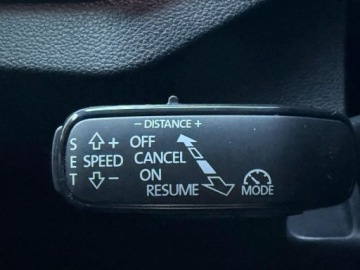 − DISTANCE +
S + OFF
E SPEED CANCEL
ON
T − RESUME MODE